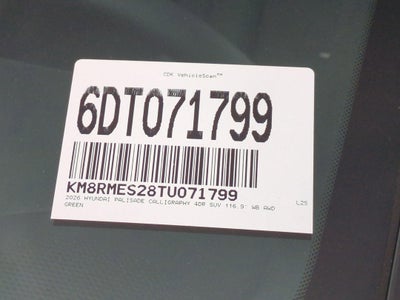 CDK VehicleScan™
6DT071799
KM8RMES28TU071799
2026 HYUNDAI PALISADE CALLIGRAPHY 4DR SUV 116.9' WB AWD L25
GREEN